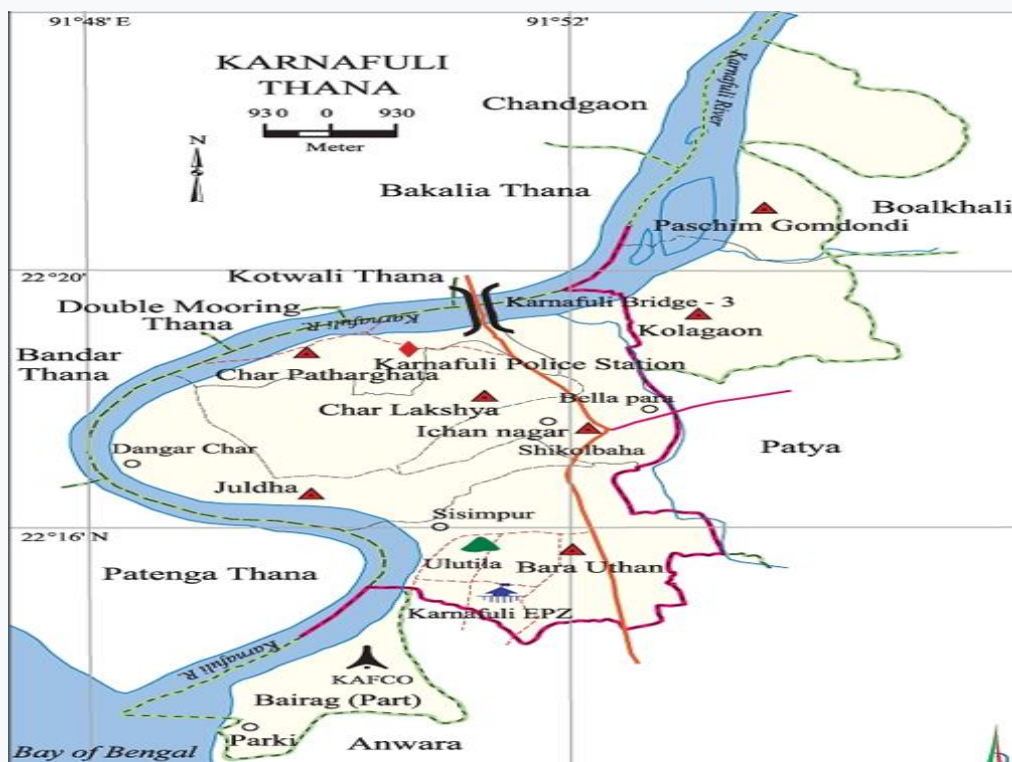 91°48' E
91°52'
KARNAFULI
THANA
930 0 930
Meter
N
Chandgaon
Karnafuli River
Bakalia Thana
Boalkhali
Paschim Gomdondi
22°20'
Kotwali Thana
Double Mooring
Thana
Karnafuli R.
Karnafuli Bridge - 3
Kolagaon
Bandar
Thana
Karnafuli Police Station
Char Patharghata
Char Lakshya
Bella para
Ichan nagar
Shikolbaha
Dangar Char
Patya
Juldha
Sisimpur
22°16' N
Ulutila
Bara Uthan
Patenga Thana
Karnafuli EPZ
Karnafuli R.
KAFCO
Bairag (Part)
Parki
Anwara
Bay of Bengal